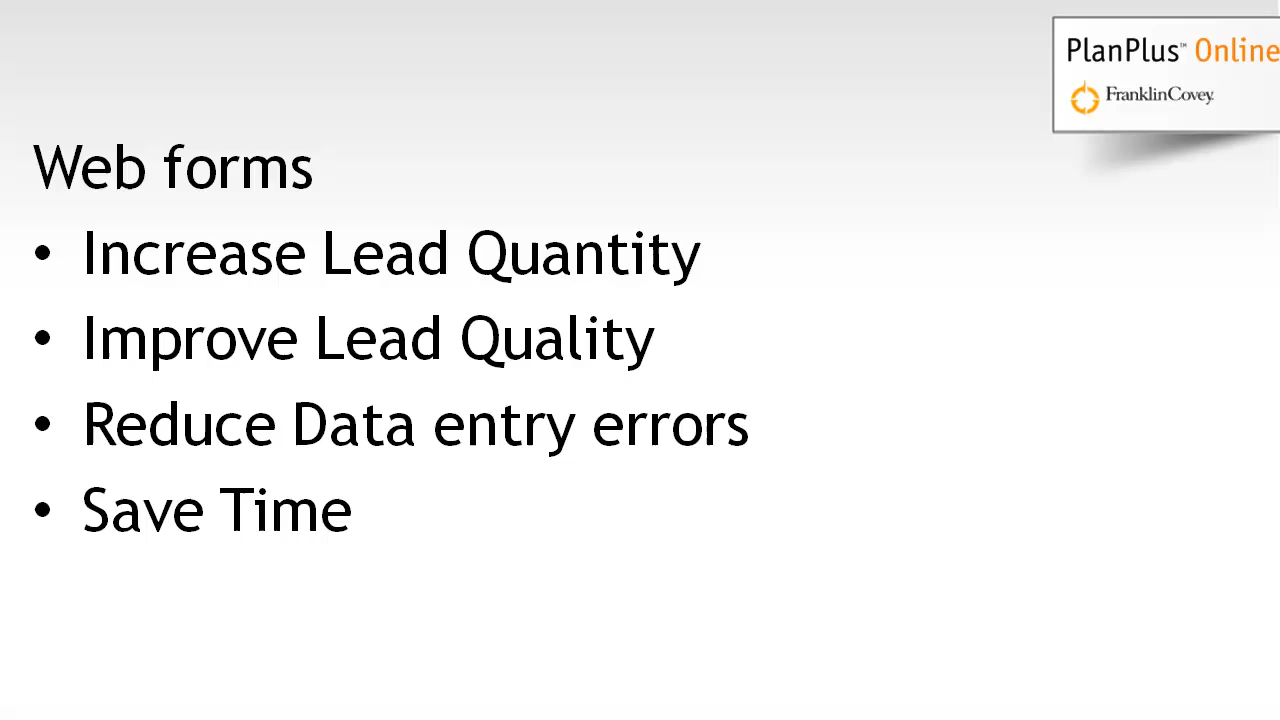 PlanPlus™ Online
FranklinCovey.
Web forms
• Increase Lead Quantity
• Improve Lead Quality
• Reduce Data entry errors
• Save Time